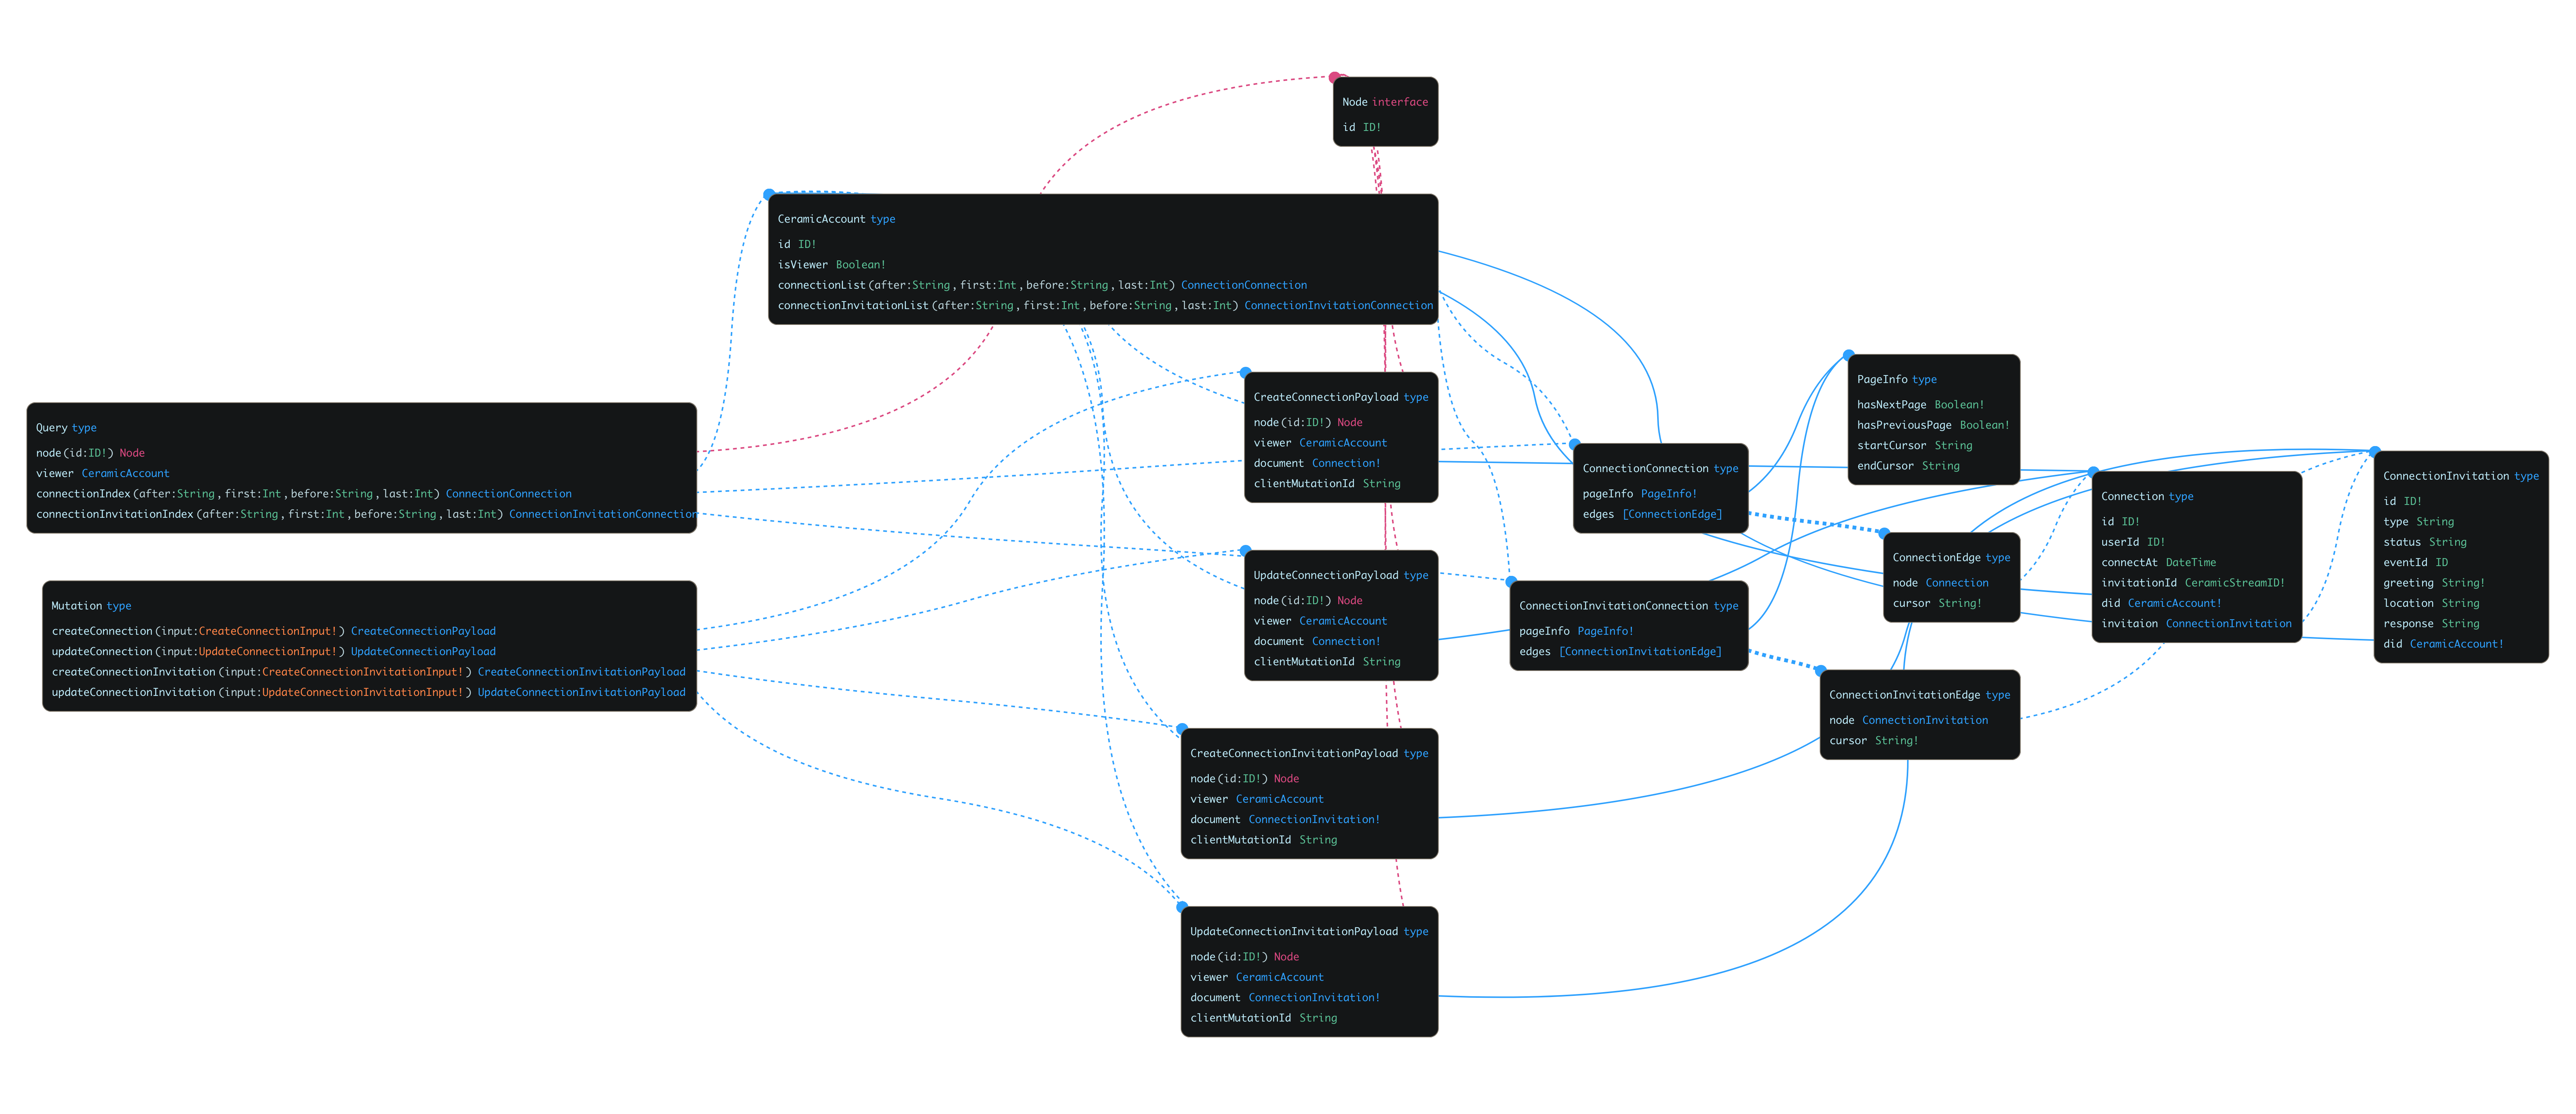 Node interface
id ID!
CeramicAccount type
id ID!
isViewer Boolean!
connectionList(after:String, first:Int, before:String, last:Int) ConnectionConnection
connectionInvitationList(after:String, first:Int, before:String, last:Int) ConnectionInvitationConnection
Query type
node(id:ID!) Node
viewer CeramicAccount
connectionIndex(after:String, first:Int, before:String, last:Int) ConnectionConnection
connectionInvitationIndex(after:String, first:Int, before:String, last:Int) ConnectionInvitationConnection
Mutation type
createConnection(input:CreateConnectionInput!) CreateConnectionPayload
updateConnection(input:UpdateConnectionInput!) UpdateConnectionPayload
createConnectionInvitation(input:CreateConnectionInvitationInput!) CreateConnectionInvitationPayload
updateConnectionInvitation(input:UpdateConnectionInvitationInput!) UpdateConnectionInvitationPayload
CreateConnectionPayload type
node(id:ID!) Node
viewer CeramicAccount
document Connection!
clientMutationId String
UpdateConnectionPayload type
node(id:ID!) Node
viewer CeramicAccount
document Connection!
clientMutationId String
CreateConnectionInvitationPayload type
node(id:ID!) Node
viewer CeramicAccount
document ConnectionInvitation!
clientMutationId String
UpdateConnectionInvitationPayload type
node(id:ID!) Node
viewer CeramicAccount
document ConnectionInvitation!
clientMutationId String
ConnectionConnection type
pageInfo PageInfo!
edges [ConnectionEdge]
ConnectionInvitationConnection type
pageInfo PageInfo!
edges [ConnectionInvitationEdge]
PageInfo type
hasNextPage Boolean!
hasPreviousPage Boolean!
startCursor String
endCursor String
ConnectionEdge type
node Connection
cursor String!
ConnectionInvitationEdge type
node ConnectionInvitation
cursor String!
Connection type
id ID!
userId ID!
connectAt DateTime
invitationId CeramicStreamID!
did CeramicAccount!
invitaion ConnectionInvitation
ConnectionInvitation type
id ID!
type String
status String
eventId ID
greeting String!
location String
response String
did CeramicAccount!